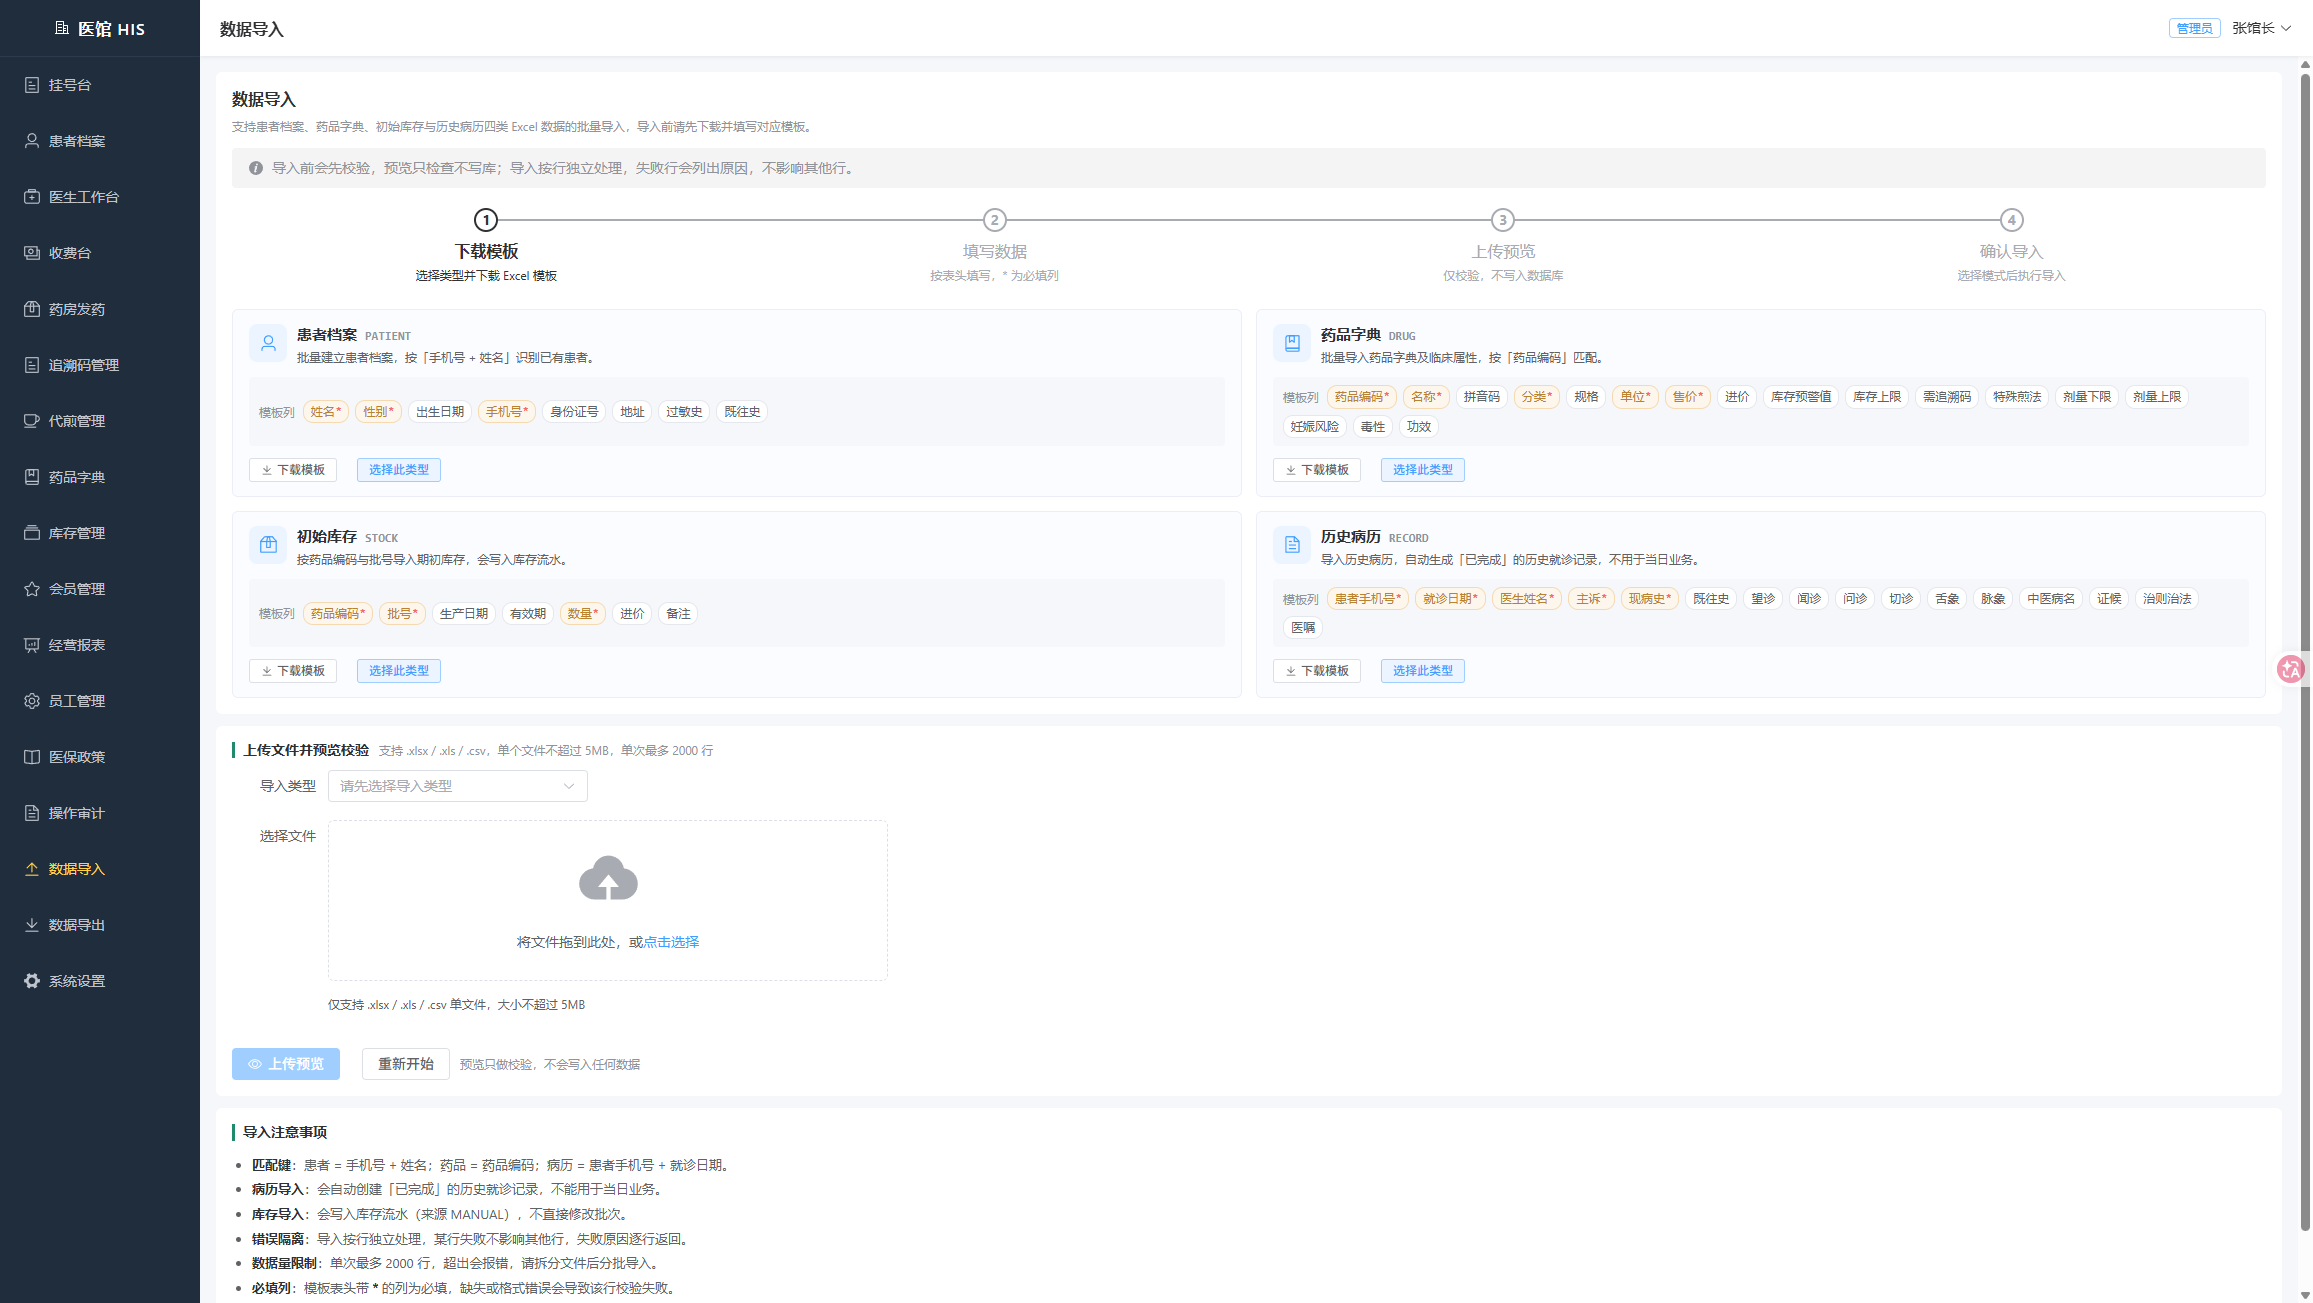 医馆 HIS
数据导入
管理员 张馆长
挂号台
患者档案
医生工作台
收费台
药房发药
追溯码管理
代煎管理
药品字典
库存管理
会员管理
经营报表
员工管理
医保政策
操作审计
数据导入
数据导出
系统设置
数据导入
支持患者档案、药品字典、初始库存与历史病历四类 Excel 数据的批量导入，导入前请先下载并填写对应模板。
导入前会先校验，预览只检查不写库；导入按行独立处理，失败行会列出原因，不影响其他行。
1 2 3 4
下载模板 填写数据 上传预览 确认导入
选择类型并下载 Excel 模板 按表头填写，* 为必填列 仅校验，不写入数据库 选择模式后执行导入
患者档案 PATIENT
批量建立患者档案，按「手机号 + 姓名」识别已有患者。
模板列 姓名* 性别* 出生日期 手机号* 身份证号 地址 过敏史 既往史
下载模板 选择此类型
药品字典 DRUG
批量导入药品字典及临床属性，按「药品编码」匹配。
模板列 药品编码* 名称* 拼音码 分类* 规格 单位* 售价* 进价 库存预警值 库存上限 需追溯码 特殊煎法 剂量下限 剂量上限
妊娠风险 毒性 功效
下载模板 选择此类型
初始库存 STOCK
按药品编码与批号导入期初库存，会写入库存流水。
模板列 药品编码* 批号* 生产日期 有效期 数量* 进价 备注
下载模板 选择此类型
历史病历 RECORD
导入历史病历，自动生成「已完成」的历史就诊记录，不用于当日业务。
模板列 患者手机号* 就诊日期* 医生姓名* 主诉* 现病史* 既往史 望诊 闻诊 问诊 切诊 舌象 脉象 中医病名 证候 治则治法
医嘱
下载模板 选择此类型
上传文件并预览校验 支持 .xlsx / .xls / .csv，单个文件不超过 5MB，单次最多 2000 行
导入类型 请先选择导入类型
选择文件
将文件拖到此处，或点击选择
仅支持 .xlsx / .xls / .csv 单文件，大小不超过 5MB
上传预览 重新开始 预览只做校验，不会写入任何数据
导入注意事项
• 匹配键：患者 = 手机号 + 姓名；药品 = 药品编码；病历 = 患者手机号 + 就诊日期。
• 病历导入：会自动创建「已完成」的历史就诊记录，不能用于当日业务。
• 库存导入：会写入库存流水（来源 MANUAL），不直接修改批次。
• 错误隔离：导入按行独立处理，某行失败不影响其他行，失败原因逐行返回。
• 数据量限制：单次最多 2000 行，超出会报错，请拆分文件后分批导入。
• 必填列：模板表头带 * 的列为必填，缺失或格式错误会导致该行校验失败。